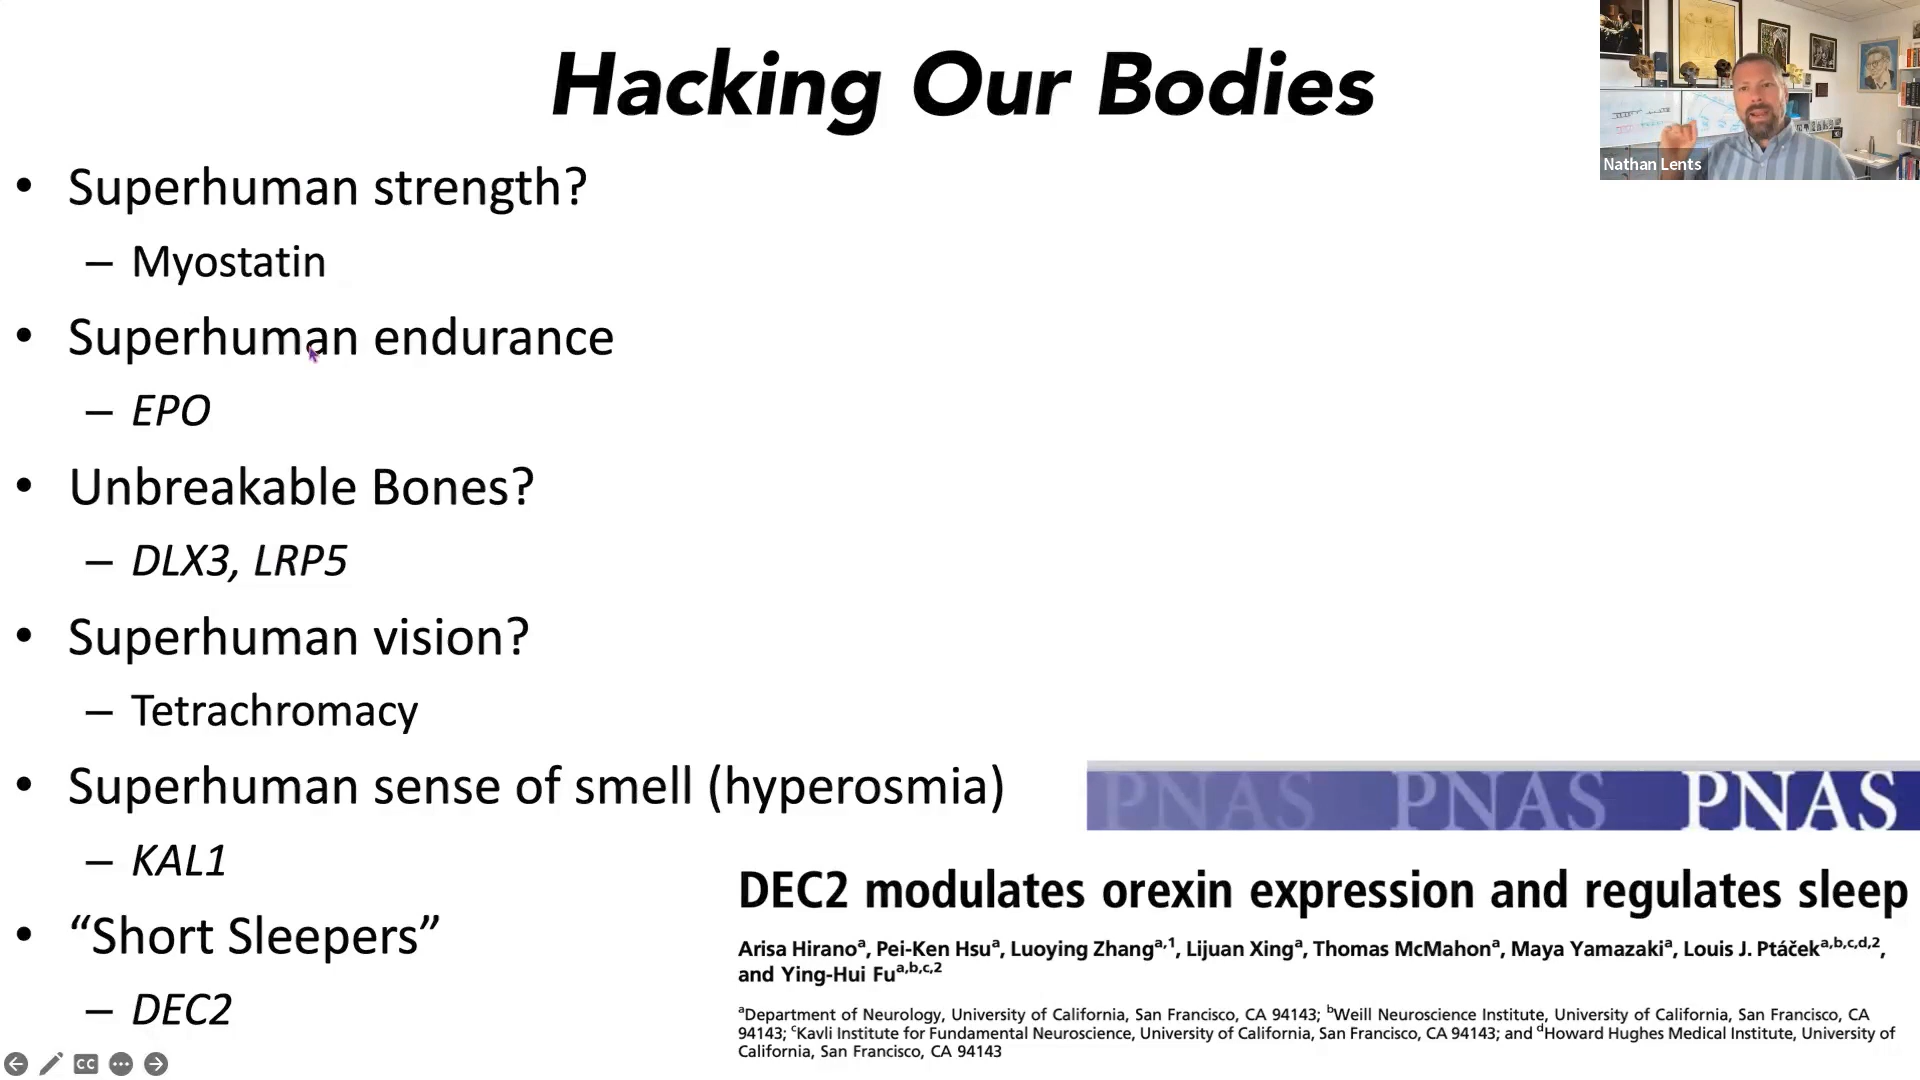 Hacking Our Bodies
Nathan Lents
• Superhuman strength?
– Myostatin
• Superhuman endurance
– EPO
• Unbreakable Bones?
– DLX3, LRP5
• Superhuman vision?
– Tetrachromacy
• Superhuman sense of smell (hyperosmia)
– KAL1
• “Short Sleepers”
– DEC2
PNAS PNAS PNAS
DEC2 modulates orexin expression and regulates sleep
Arisa Hiranoᵃ, Pei-Ken Hsuᵃ, Luoying Zhangᵃ,¹, Lijuan Xingᵃ, Thomas McMahonᵃ, Maya Yamazakiᵃ, Louis J. Ptáčekᵃ,ᵇ,ᶜ,ᵈ,²,
and Ying-Hui Fuᵃ,ᵇ,ᶜ,²
ᵃDepartment of Neurology, University of California, San Francisco, CA 94143; ᵇWeill Neuroscience Institute, University of California, San Francisco, CA
94143; ᶜKavli Institute for Fundamental Neuroscience, University of California, San Francisco, CA 94143; and ᵈHoward Hughes Medical Institute, University of
California, San Francisco, CA 94143
CC